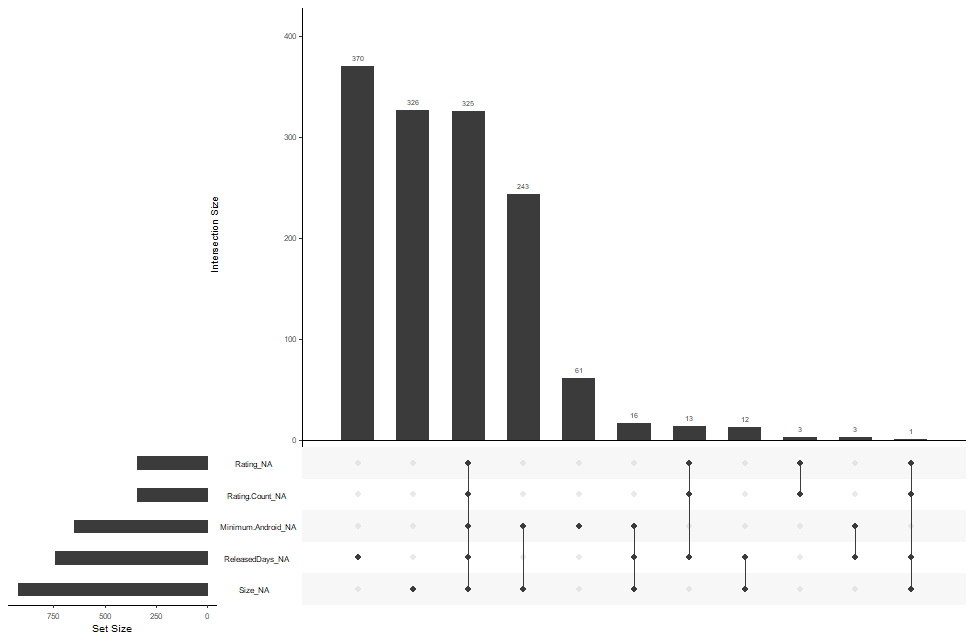 400
300
200
100
0
Intersection Size
370
326
325
243
61
16
13
12
3
3
1
Rating_NA
Rating.Count_NA
Minimum.Android_NA
ReleasedDays_NA
Size_NA
750
500
250
0
Set Size